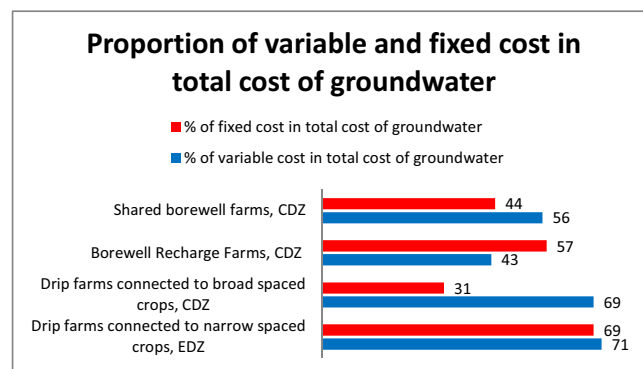 Proportion of variable and fixed cost in
total cost of groundwater
% of fixed cost in total cost of groundwater
% of variable cost in total cost of groundwater
Shared borewell farms, CDZ
44
56
Borewell Recharge Farms, CDZ
57
43
Drip farms connected to broad spaced
crops, CDZ
31
69
Drip farms connected to narrow spaced
crops, EDZ
69
71